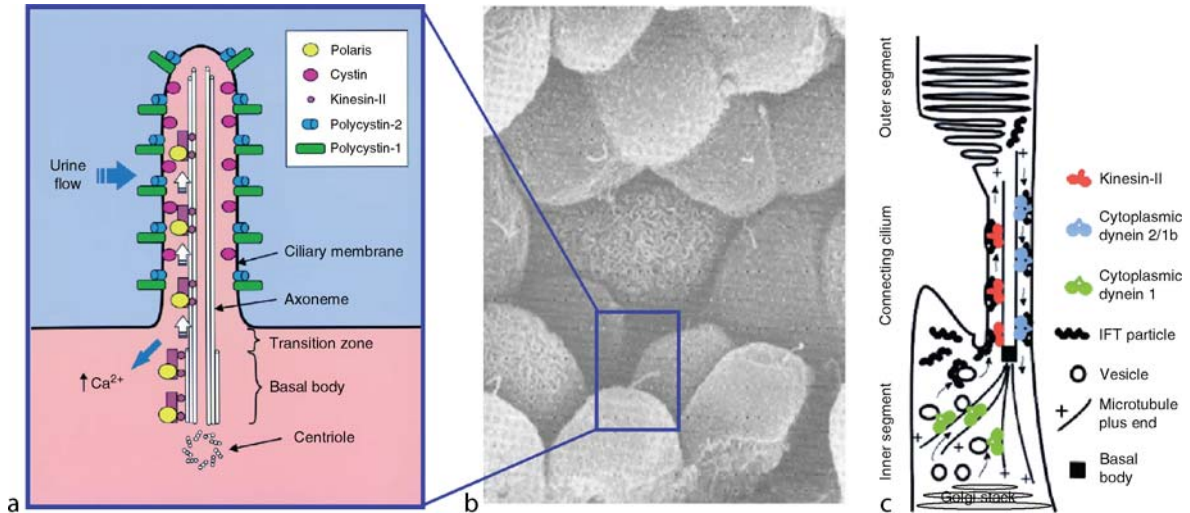 Polaris
Cystin
Kinesin-II
Polycystin-2
Polycystin-1
Urine
flow
Ciliary membrane
Axoneme
Transition zone
Basal body
↑ Ca²⁺
Centriole
a
b
Outer segment
Connecting cilium
Inner segment
+
+
+
+
+
+
+
Golgi stack
Kinesin-II
Cytoplasmic
dynein 2/1b
Cytoplasmic
dynein 1
IFT particle
Vesicle
+
Microtubule
plus end
Basal
body
c